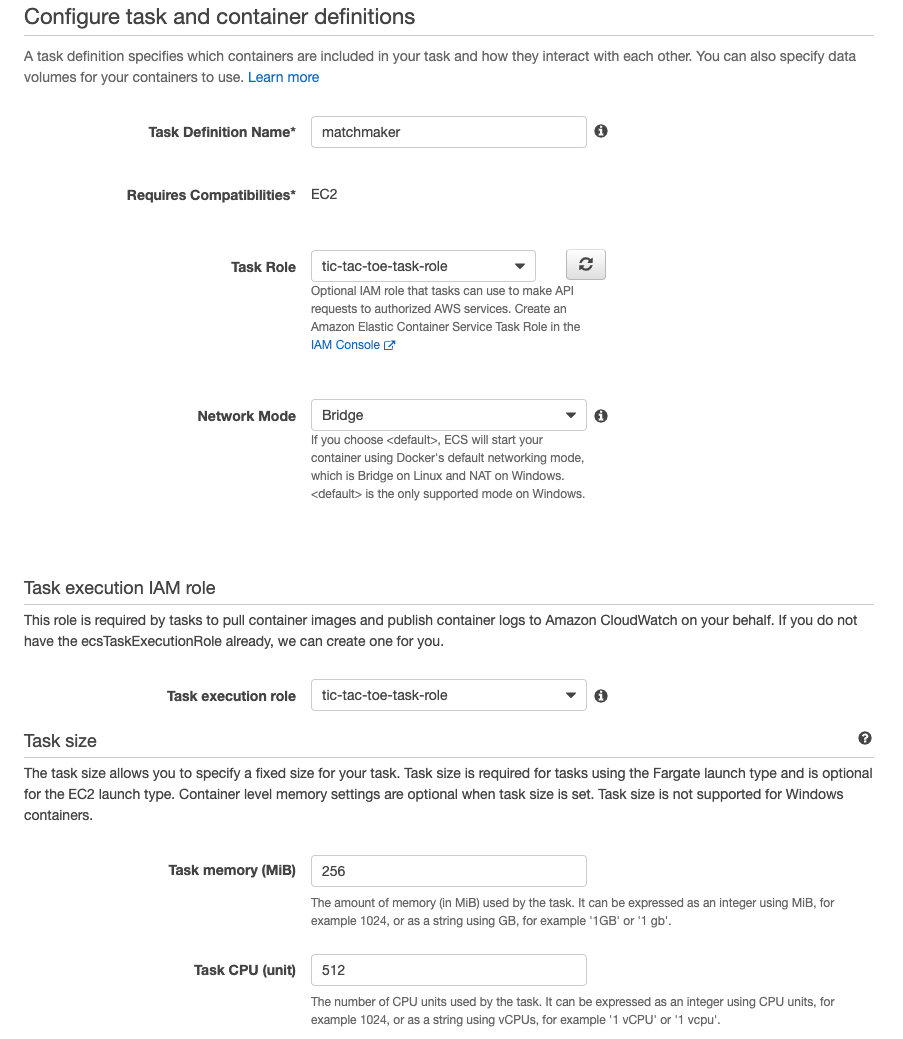 Configure task and container definitions
A task definition specifies which containers are included in your task and how they interact with each other. You can also specify data
volumes for your containers to use. Learn more
Task Definition Name* matchmaker
Requires Compatibilities* EC2
Task Role tic-tac-toe-task-role
Optional IAM role that tasks can use to make API
requests to authorized AWS services. Create an
Amazon Elastic Container Service Task Role in the
IAM Console
Network Mode Bridge
If you choose <default>, ECS will start your
container using Docker's default networking mode,
which is Bridge on Linux and NAT on Windows.
<default> is the only supported mode on Windows.
Task execution IAM role
This role is required by tasks to pull container images and publish container logs to Amazon CloudWatch on your behalf. If you do not
have the ecsTaskExecutionRole already, we can create one for you.
Task execution role tic-tac-toe-task-role
Task size
The task size allows you to specify a fixed size for your task. Task size is required for tasks using the Fargate launch type and is optional
for the EC2 launch type. Container level memory settings are optional when task size is set. Task size is not supported for Windows
containers.
Task memory (MiB) 256
The amount of memory (in MiB) used by the task. It can be expressed as an integer using MiB, for
example 1024, or as a string using GB, for example '1GB' or '1 gb'.
Task CPU (unit) 512
The number of CPU units used by the task. It can be expressed as an integer using CPU units, for
example 1024, or as a string using vCPUs, for example '1 vCPU' or '1 vcpu'.